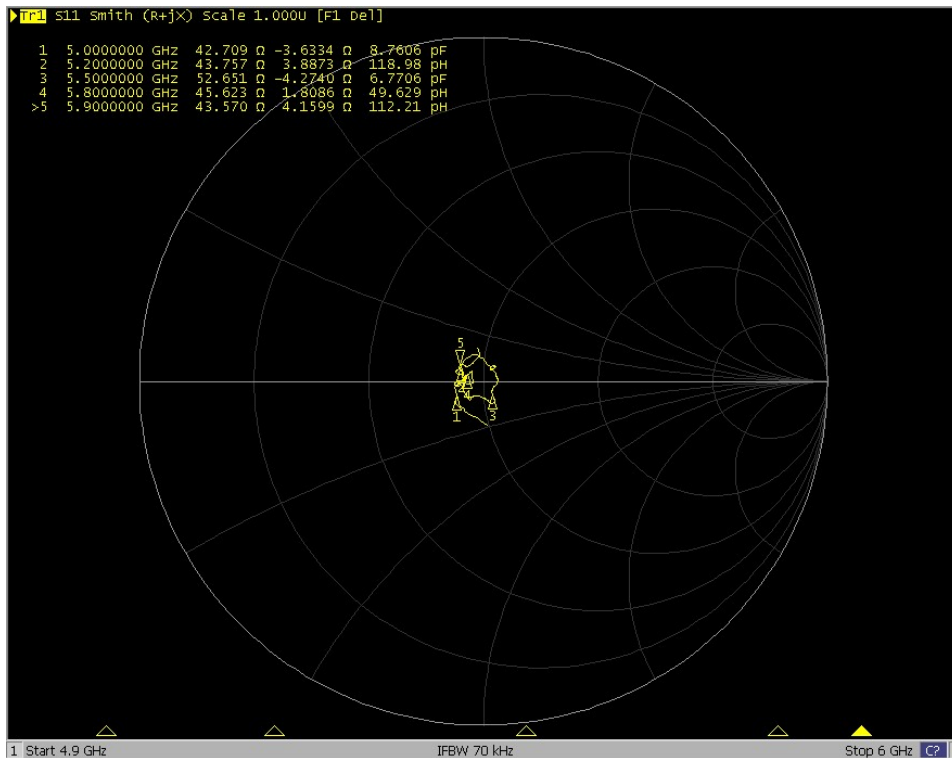 Tr1 S11 Smith (R+jX) Scale 1.000U [F1 Del]
1 5.0000000 GHz 42.709 Ω -3.6334 Ω 8.7606 pF
2 5.2000000 GHz 43.757 Ω 3.8873 Ω 118.98 pH
3 5.5000000 GHz 52.651 Ω -4.2740 Ω 6.7706 pF
4 5.8000000 GHz 45.623 Ω 1.8086 Ω 49.629 pH
>5 5.9000000 GHz 43.570 Ω 4.1599 Ω 112.21 pH
5
4
1 3
1 Start 4.9 GHz IFBW 70 kHz Stop 6 GHz C?